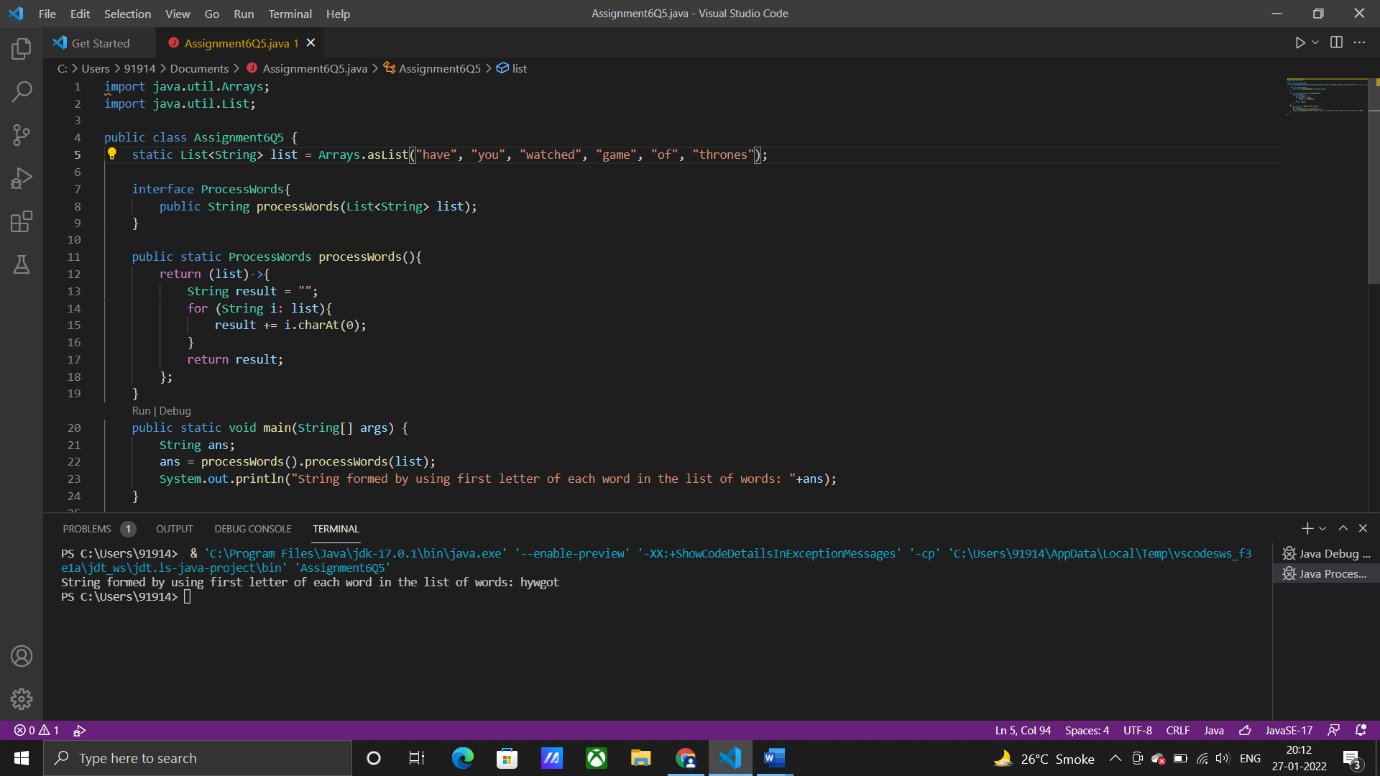 File Edit Selection View Go Run Terminal Help Assignment6Q5.java - Visual Studio Code
Get Started Assignment6Q5.java 1
C: > Users > 91914 > Documents > Assignment6Q5.java > Assignment6Q5 > list
1 import java.util.Arrays;
2 import java.util.List;
3
4 public class Assignment6Q5 {
5 static List<String> list = Arrays.asList("have", "you", "watched", "game", "of", "thrones");
6
7 interface ProcessWords{
8 public String processWords(List<String> list);
9 }
10
11 public static ProcessWords processWords(){
12 return (list)->{
13 String result = "";
14 for (String i: list){
15 result += i.charAt(0);
16 }
17 return result;
18 };
19 }
Run | Debug
20 public static void main(String[] args) {
21 String ans;
22 ans = processWords().processWords(list);
23 System.out.println("String formed by using first letter of each word in the list of words: "+ans);
24 }
PROBLEMS 1 OUTPUT DEBUG CONSOLE TERMINAL
PS C:\Users\91914> & 'C:\Program Files\Java\jdk-17.0.1\bin\java.exe' '--enable-preview' '-XX:+ShowCodeDetailsInExceptionMessages' '-cp' 'C:\Users\91914\AppData\Local\Temp\vscodesws_f3
e1a\jdt_ws\jdt.ls-java-project\bin' 'Assignment6Q5'
String formed by using first letter of each word in the list of words: hywgot
PS C:\Users\91914>
Java Debug ...
Java Proces...
0 1 Ln 5, Col 94 Spaces: 4 UTF-8 CRLF Java JavaSE-17
Type here to search 26°C Smoke ENG 20:12
27-01-2022 3